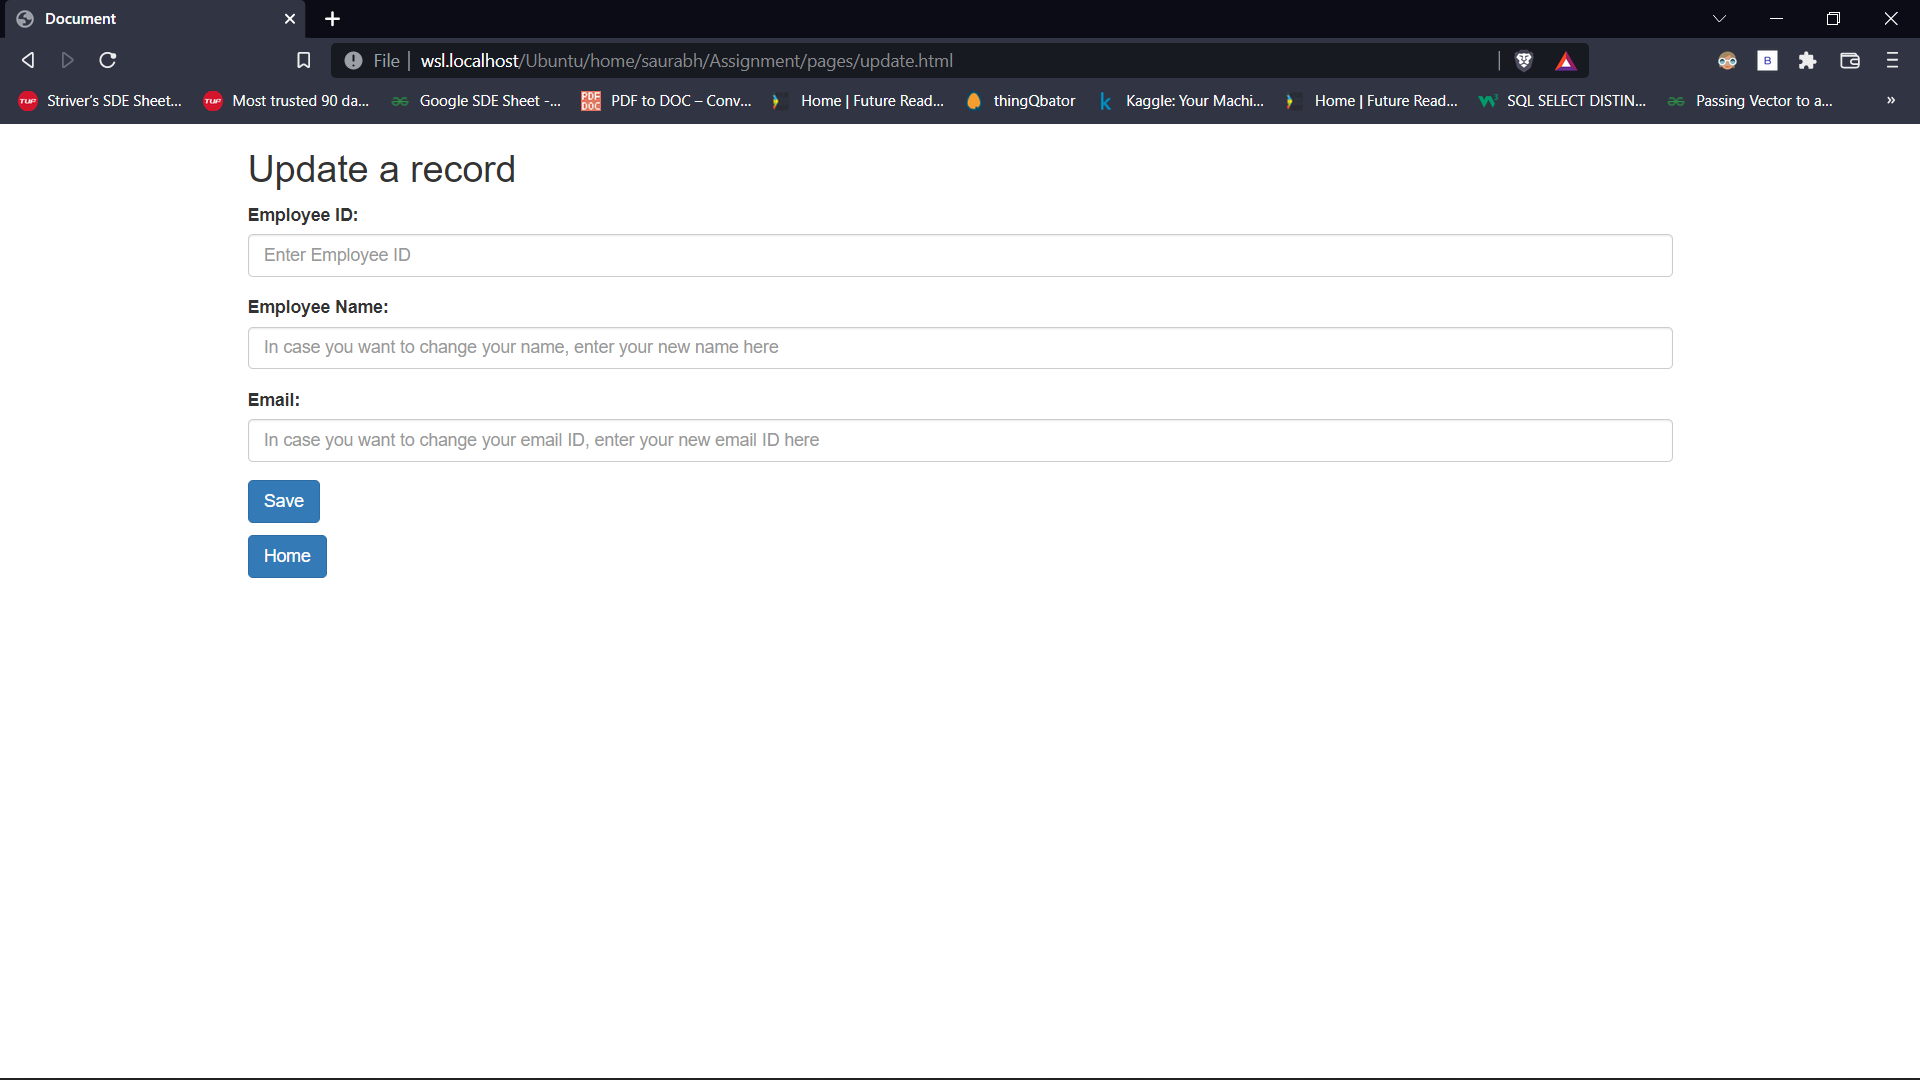 Document
File | wsl.localhost/Ubuntu/home/saurabh/Assignment/pages/update.html
B
TUF Striver's SDE Sheet... TUF Most trusted 90 da... Google SDE Sheet -... PDF DOC PDF to DOC – Conv... Home | Future Read... thingQbator k Kaggle: Your Machi... Home | Future Read... SQL SELECT DISTIN... Passing Vector to a... »
Update a record
Employee ID:
Enter Employee ID
Employee Name:
In case you want to change your name, enter your new name here
Email:
In case you want to change your email ID, enter your new email ID here
Save
Home